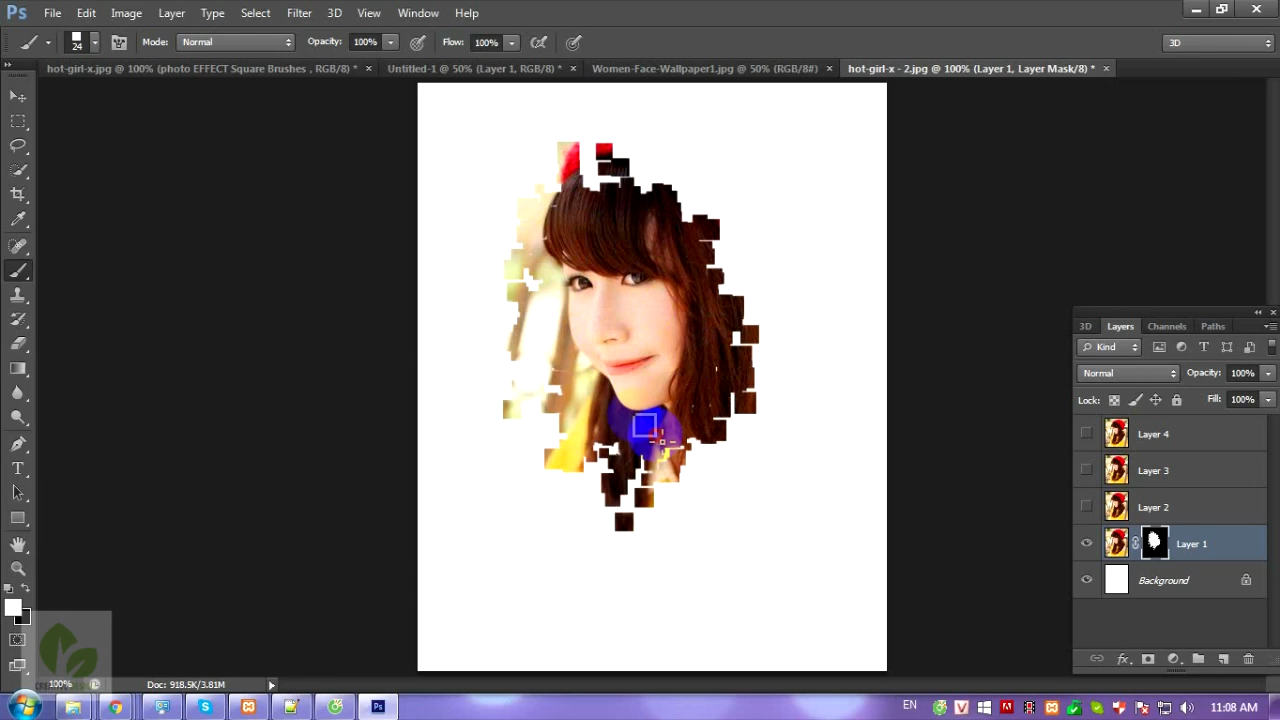 Ps File Edit Image Layer Type Select Filter 3D View Window Help
24 Mode: Normal Opacity: 100% Flow: 100% 3D
hot-girl-x.jpg @ 100% (photo EFFECT Square Brushes , RGB/8) * × Untitled-1 @ 50% (Layer 1, RGB/8) * × Women-Face-Wallpaper1.jpg @ 50% (RGB/8#) × hot-girl-x - 2.jpg @ 100% (Layer 1, Layer Mask/8) * ×
3D Layers Channels Paths
Kind
Normal Opacity: 100%
Lock: Fill: 100%
Layer 4
Layer 3
Layer 2
Layer 1
Background
100% Doc: 918.5K/3.81M
EN 11:08 AM